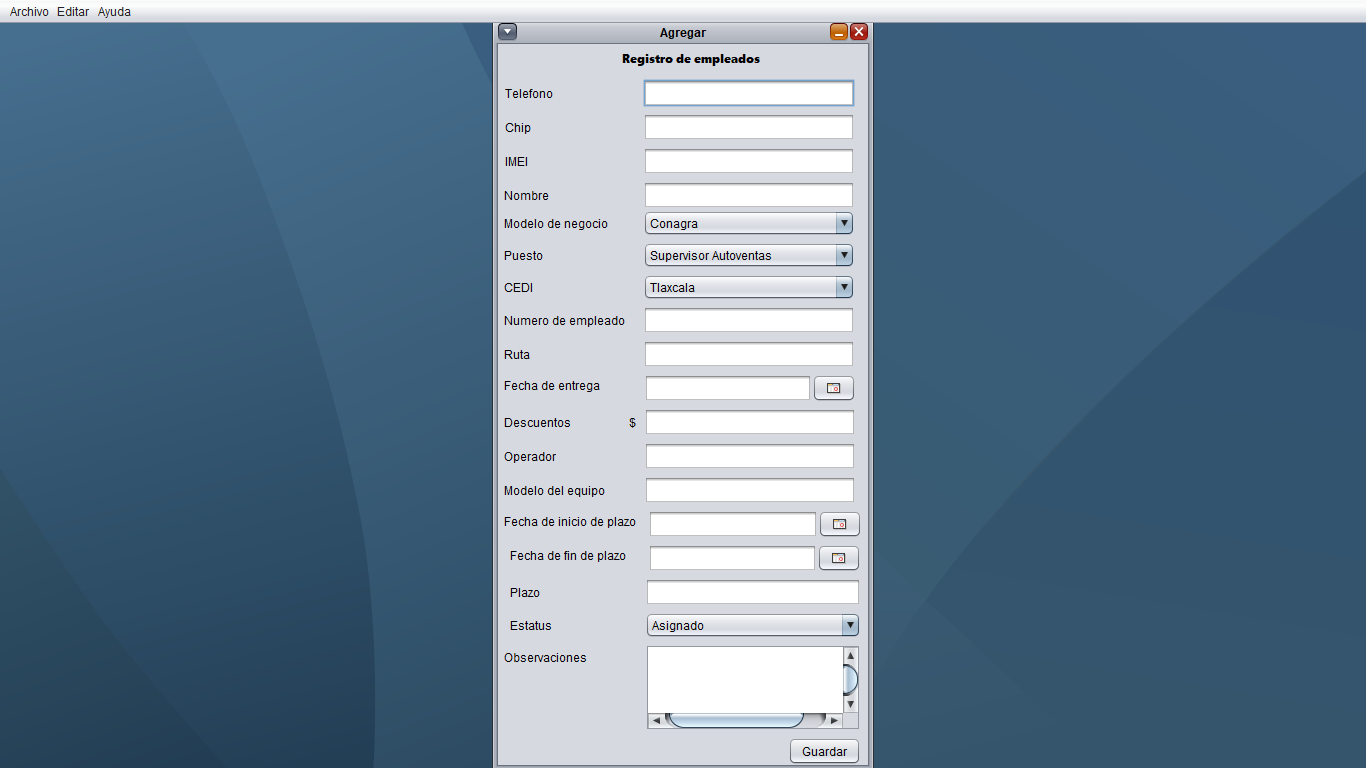 Archivo Editar Ayuda
Agregar
Registro de empleados
Telefono
Chip
IMEI
Nombre
Modelo de negocio Conagra
Puesto Supervisor Autoventas
CEDI Tlaxcala
Numero de empleado
Ruta
Fecha de entrega
Descuentos $
Operador
Modelo del equipo
Fecha de inicio de plazo
Fecha de fin de plazo
Plazo
Estatus Asignado
Observaciones
Guardar